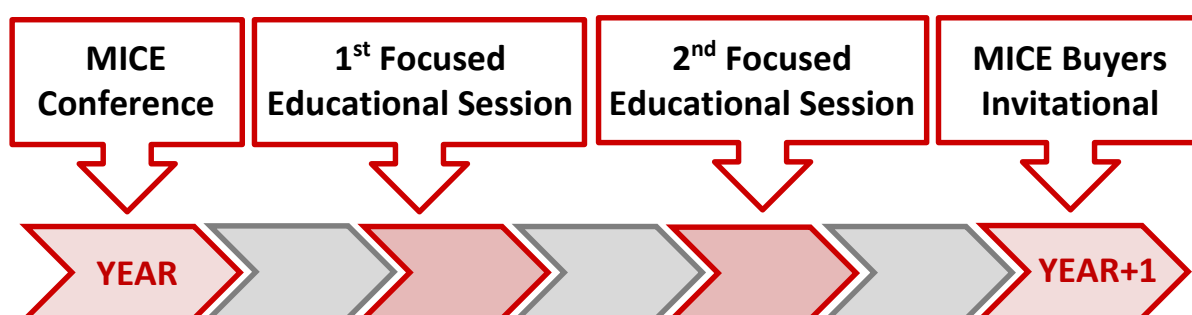 MICE
Conference
1st Focused
Educational Session
2nd Focused
Educational Session
MICE Buyers
Invitational
YEAR
YEAR+1